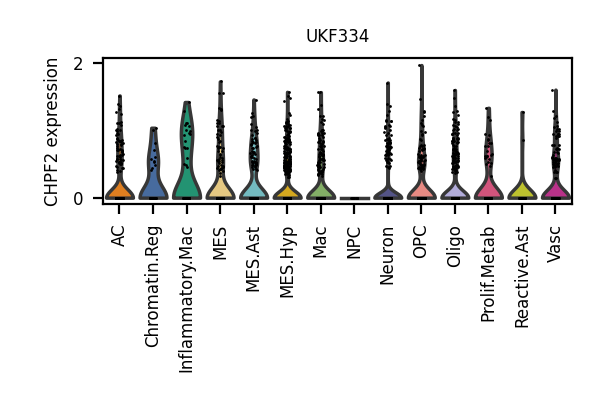 UKF334
CHPF2 expression
2
0
AC
Chromatin.Reg
Inflammatory.Mac
MES
MES.Ast
MES.Hyp
Mac
NPC
Neuron
OPC
Oligo
Prolif.Metab
Reactive.Ast
Vasc